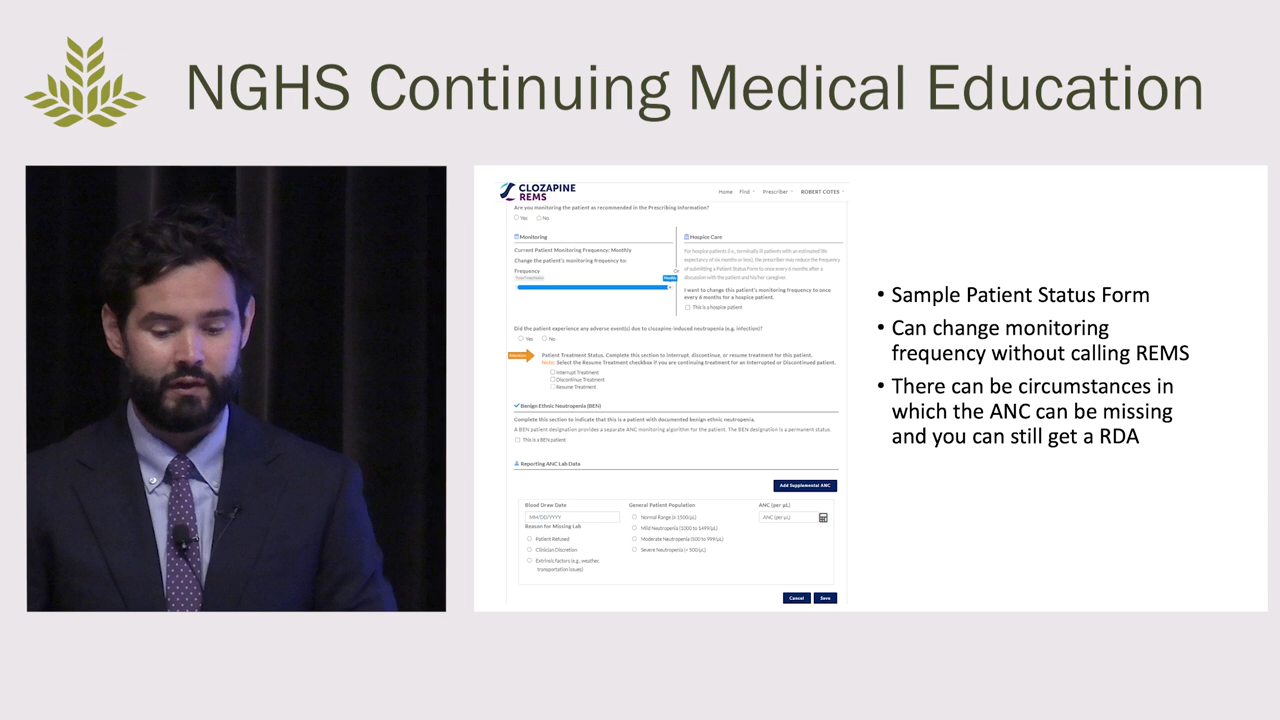 NGHS Continuing Medical Education
CLOZAPINE
REMS
Home Find Prescriber ROBERT COTES
Are you monitoring the patient as recommended in the Prescribing Information?
Yes No
Monitoring
Current Patient Monitoring Frequency: Monthly
Change the patient's monitoring frequency to:
Frequency
Monthly
Or
Hospice Care
For hospice patients (i.e., terminally ill patients with an estimated life
expectancy of six months or less), the prescriber may reduce the frequency
of submitting a Patient Status Form to once every 6 months after a
discussion with the patient and his/her caregiver.
I want to change this patient's monitoring frequency to once
every 6 months for a hospice patient.
This is a hospice patient
Did the patient experience any adverse event(s) due to clozapine-induced neutropenia (e.g. infection)?
Yes No
Attention
Patient Treatment Status. Complete this section to interrupt, discontinue, or resume treatment for this patient.
Note: Select the Resume Treatment checkbox if you are continuing treatment for an Interrupted or Discontinued patient.
Interrupt Treatment
Discontinue Treatment
Resume Treatment
Benign Ethnic Neutropenia (BEN)
Complete this section to indicate that this is a patient with documented benign ethnic neutropenia.
A BEN patient designation provides a separate ANC monitoring algorithm for the patient. The BEN designation is a permanent status.
This is a BEN patient
Reporting ANC Lab Data
Add Supplemental ANC
Blood Draw Date
MM/DD/YYYY
Reason for Missing Lab
Patient Refused
Clinician Discretion
Extrinsic factors (e.g., weather,
transportation issues)
General Patient Population
Normal Range (≥ 1500/μL)
Mild Neutropenia (1000 to 1499/μL)
Moderate Neutropenia (500 to 999/μL)
Severe Neutropenia (< 500/μL)
ANC (per μL)
ANC (per μL)
Cancel Save
• Sample Patient Status Form
• Can change monitoring
frequency without calling REMS
• There can be circumstances in
which the ANC can be missing
and you can still get a RDA